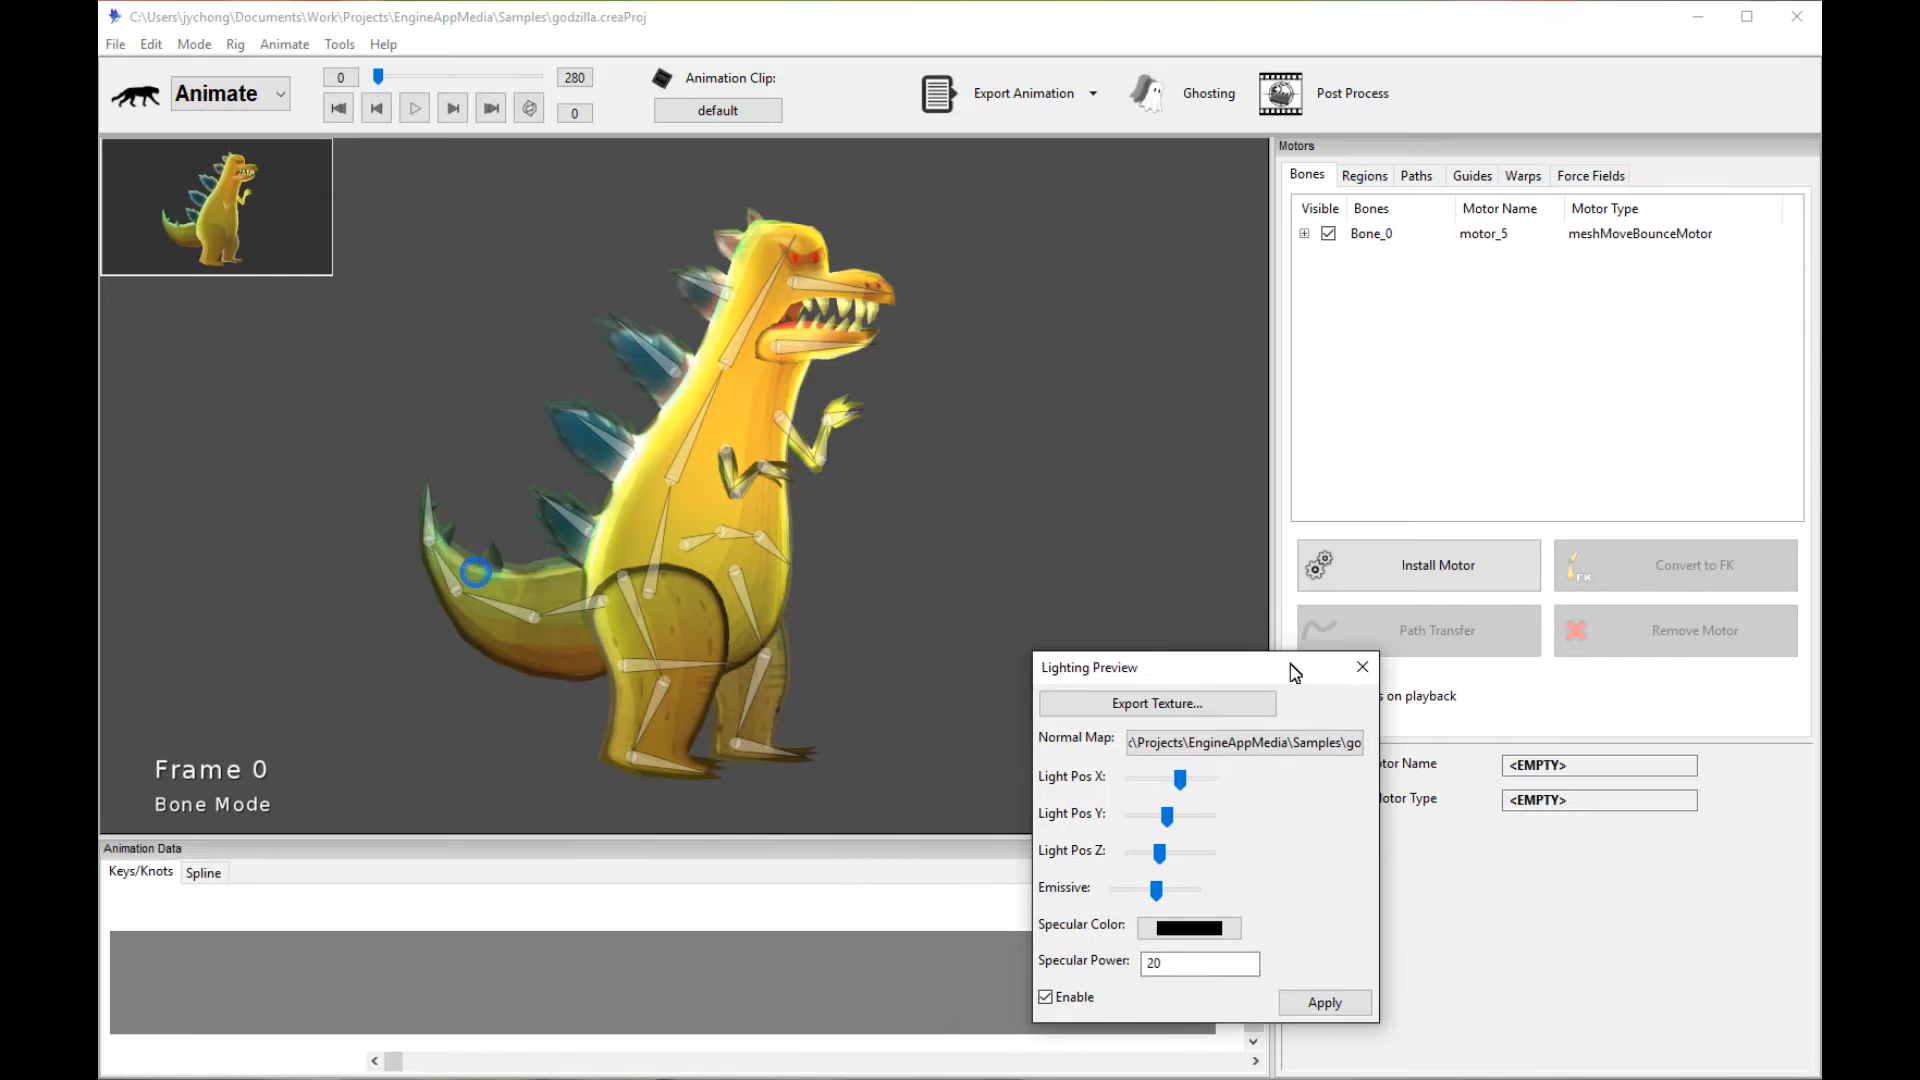 C:\Users\jychong\Documents\Work\Projects\EngineAppMedia\Samples\godzilla.creaProj
File Edit Mode Rig Animate Tools Help
Animate
0
280
0
Animation Clip:
default
Export Animation
Ghosting
Post Process
Frame 0
Bone Mode
Motors
Bones Regions Paths Guides Warps Force Fields
Visible Bones Motor Name Motor Type
Bone_0 motor_5 meshMoveBounceMotor
Install Motor
FK
Convert to FK
Path Transfer
Remove Motor
s on playback
Motor Name <EMPTY>
Motor Type <EMPTY>
Lighting Preview
Export Texture...
Normal Map: \Projects\EngineAppMedia\Samples\go
Light Pos X:
Light Pos Y:
Light Pos Z:
Emissive:
Specular Color:
Specular Power: 20
Enable
Apply
Animation Data
Keys/Knots Spline